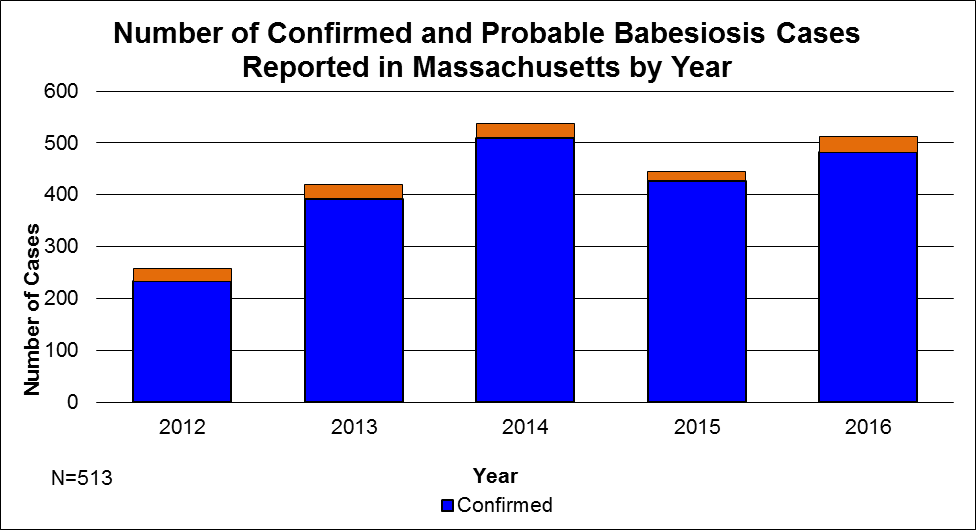 Number of Confirmed and Probable Babesiosis Cases
Reported in Massachusetts by Year
600
500
400
300
200
100
0
Number of Cases
2012 2013 2014 2015 2016
N=513
Year
Confirmed